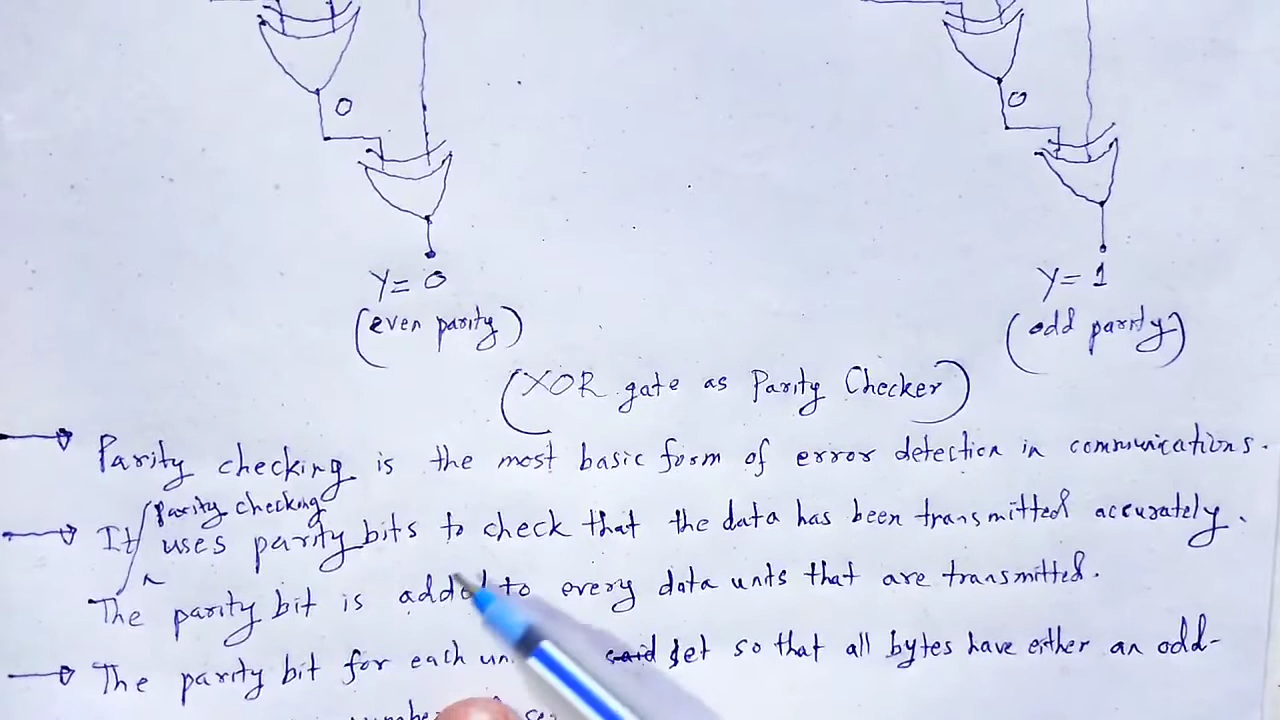 0
0
Y= 0
Y= 1
(even parity)
(odd parity)
(XOR gate as Parity Checker)
Parity checking is the most basic form of error detection in communications.
parity checking
It / uses parity bits to check that the data has been transmitted accurately.
The parity bit is added to every data units that are transmitted.
The parity bit for each set so that all bytes have either an odd-
number